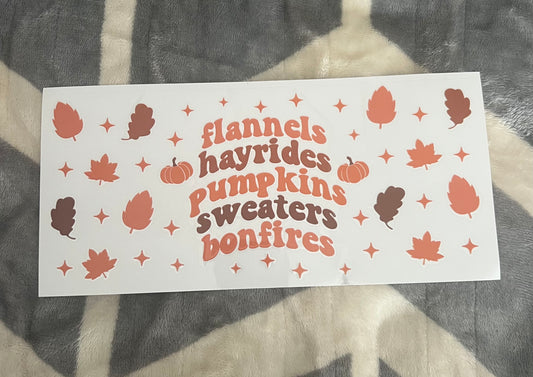 flannels
hayrides
pumpkins
sweaters
bonfires